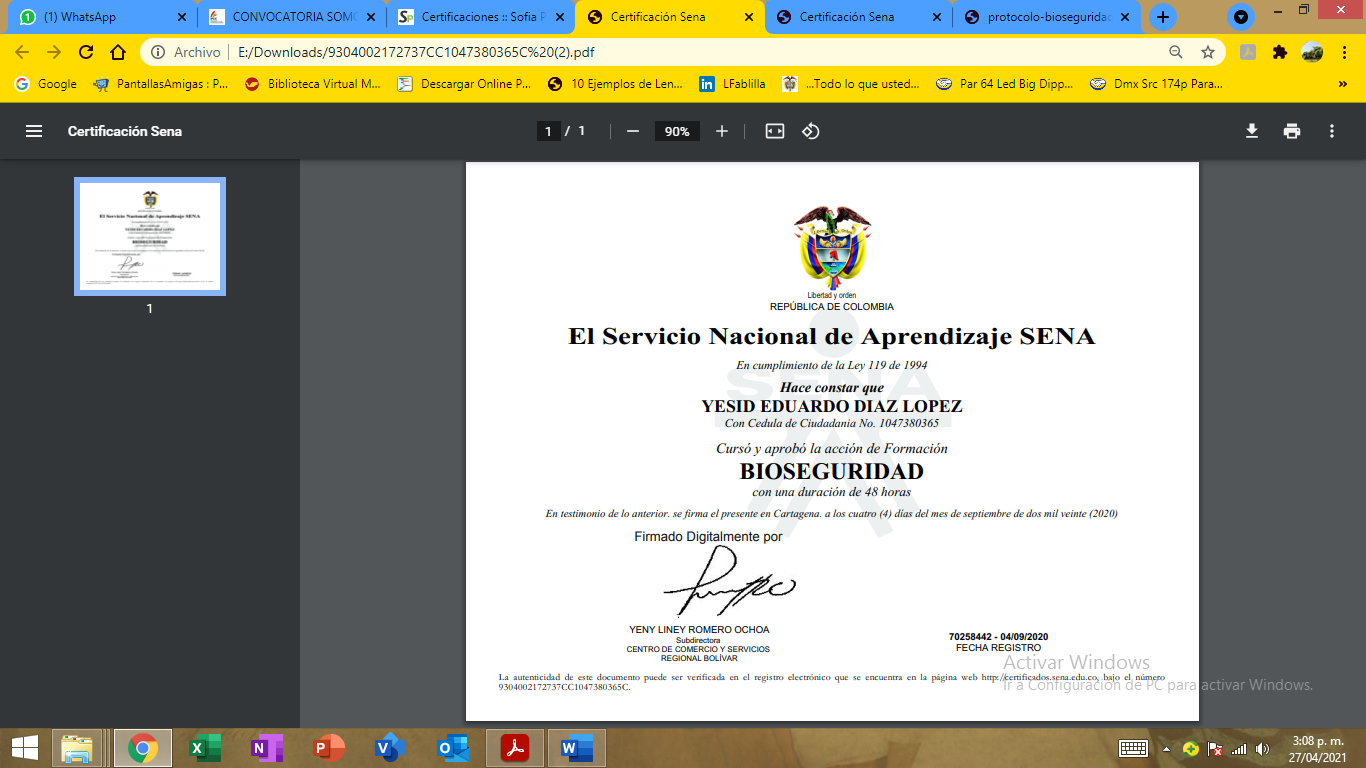 (1) WhatsApp
CONVOCATORIA SOMO
Certificaciones :: Sofia P
Certificación Sena
Certificación Sena
protocolo-bioseguridad
Archivo
E:/Downloads/9304002172737CC1047380365C%20(2).pdf
Google
PantallasAmigas : P...
Biblioteca Virtual M...
Descargar Online P...
10 Ejemplos de Len...
LFablilla
...Todo lo que usted...
Par 64 Led Big Dipp...
Dmx Src 174p Para...
Certificación Sena
1 / 1
90%
1
Libertad y orden
REPÚBLICA DE COLOMBIA
El Servicio Nacional de Aprendizaje SENA
En cumplimiento de la Ley 119 de 1994
SENA
Hace constar que
YESID EDUARDO DIAZ LOPEZ
Con Cedula de Ciudadania No. 1047380365
Cursó y aprobó la acción de Formación
BIOSEGURIDAD
con una duración de 48 horas
En testimonio de lo anterior. se firma el presente en Cartagena. a los cuatro (4) dias del mes de septiembre de dos mil veinte (2020)
Firmado Digitalmente por
YENY LINEY ROMERO OCHOA
Subdirectora
CENTRO DE COMERCIO Y SERVICIOS
REGIONAL BOLÍVAR
70258442 - 04/09/2020
FECHA REGISTRO
La autenticidad de este documento puede ser verificada en el registro electrónico que se encuentra en la página web http://certificados.sena.edu.co, bajo el número
9304002172737CC1047380365C.
Activar Windows
Ir a Configuración de PC para activar Windows.
3:08 p. m.
27/04/2021